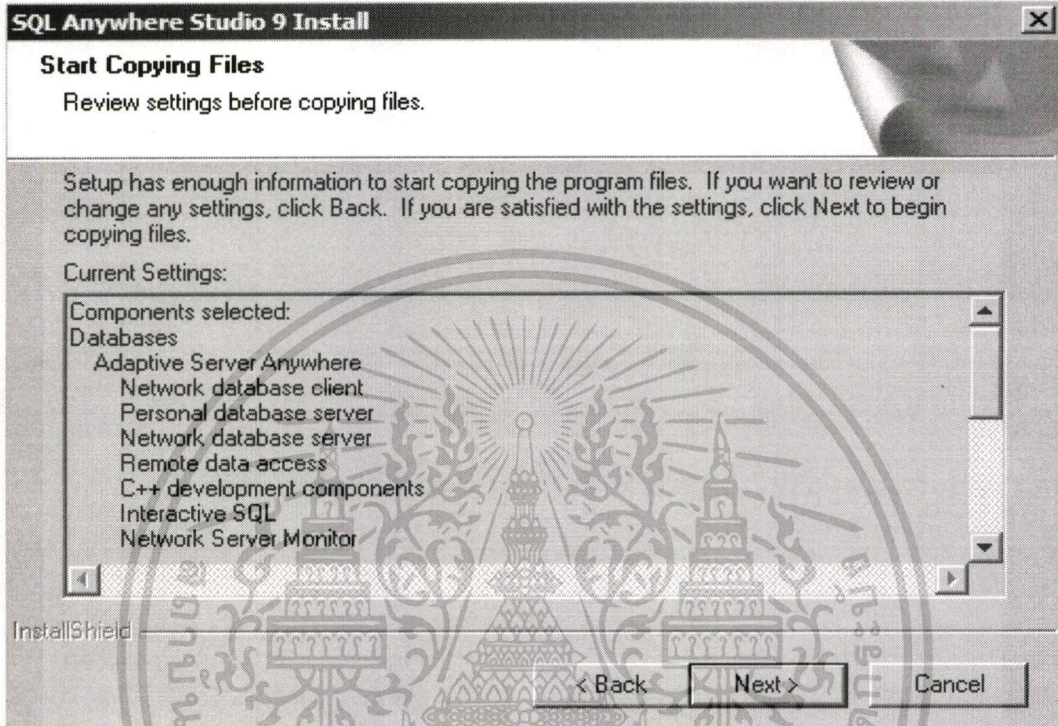 SQL Anywhere Studio 9 Install
Start Copying Files
Review settings before copying files.
Setup has enough information to start copying the program files. If you want to review or
change any settings, click Back. If you are satisfied with the settings, click Next to begin
copying files.
Current Settings:
Components selected:
Databases
Adaptive Server Anywhere
Network database client
Personal database server
Network database server
Remote data access
C++ development components
Interactive SQL
Network Server Monitor
InstallShield
< Back
Next >
Cancel